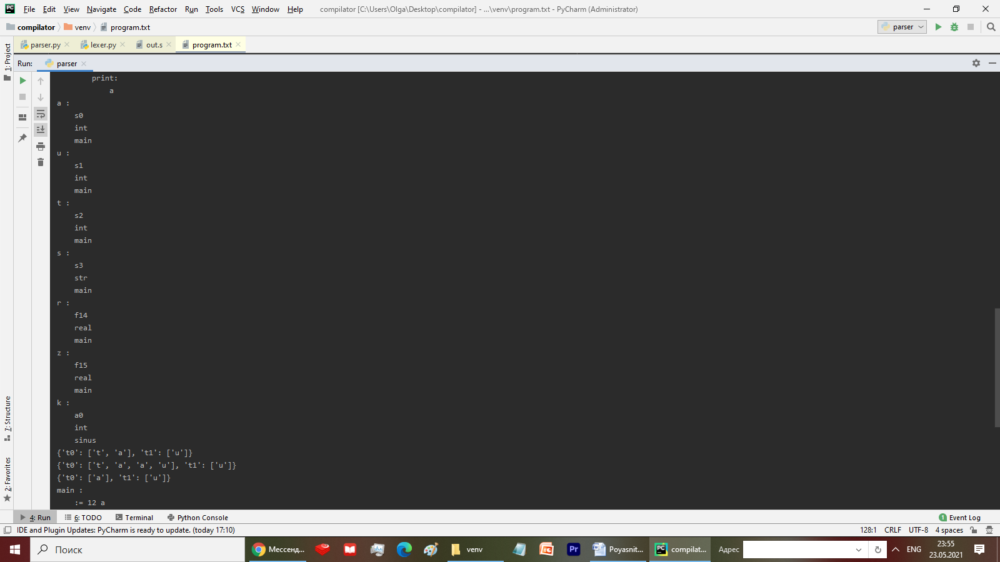 File Edit View Navigate Code Refactor Run Tools VCS Window Help compilator [C:\Users\Olga\Desktop\compilator] - ...\venv\program.txt - PyCharm (Administrator)
compilator venv program.txt parser
parser.py lexer.py out.s program.txt
1: Project
Run: parser
print:
a
a :
s0
int
main
u :
s1
int
main
t :
s2
int
main
s :
s3
str
main
r :
f14
real
main
z :
f15
real
main
k :
a0
int
sinus
{'t0': ['t', 'a'], 't1': ['u']}
{'t0': ['t', 'a', 'a', 'u'], 't1': ['u']}
{'t0': ['a'], 't1': ['u']}
main :
:= 12 a
7: Structure
2: Favorites
4: Run 6: TODO Terminal Python Console 1 Event Log
IDE and Plugin Updates: PyCharm is ready to update. (today 17:10) 128:1 CRLF UTF-8 4 spaces
Поиск Мессенд... venv Poyasnit... compilat... Адрес ENG 23:55
23.05.2021